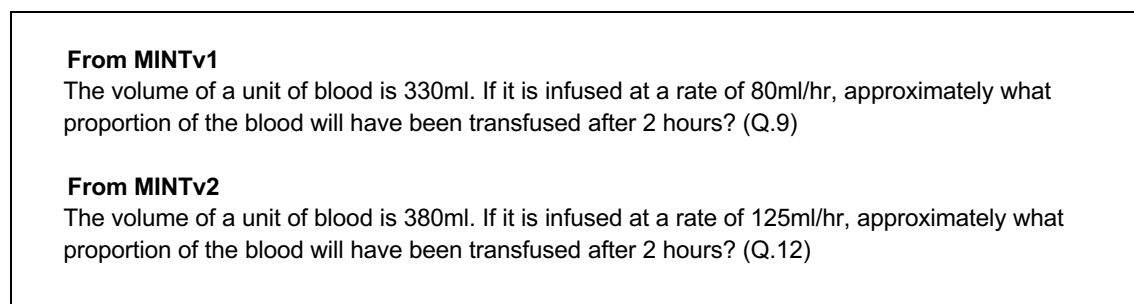 From MINTv1
The volume of a unit of blood is 330ml. If it is infused at a rate of 80ml/hr, approximately what
proportion of the blood will have been transfused after 2 hours? (Q.9)
From MINTv2
The volume of a unit of blood is 380ml. If it is infused at a rate of 125ml/hr, approximately what
proportion of the blood will have been transfused after 2 hours? (Q.12)